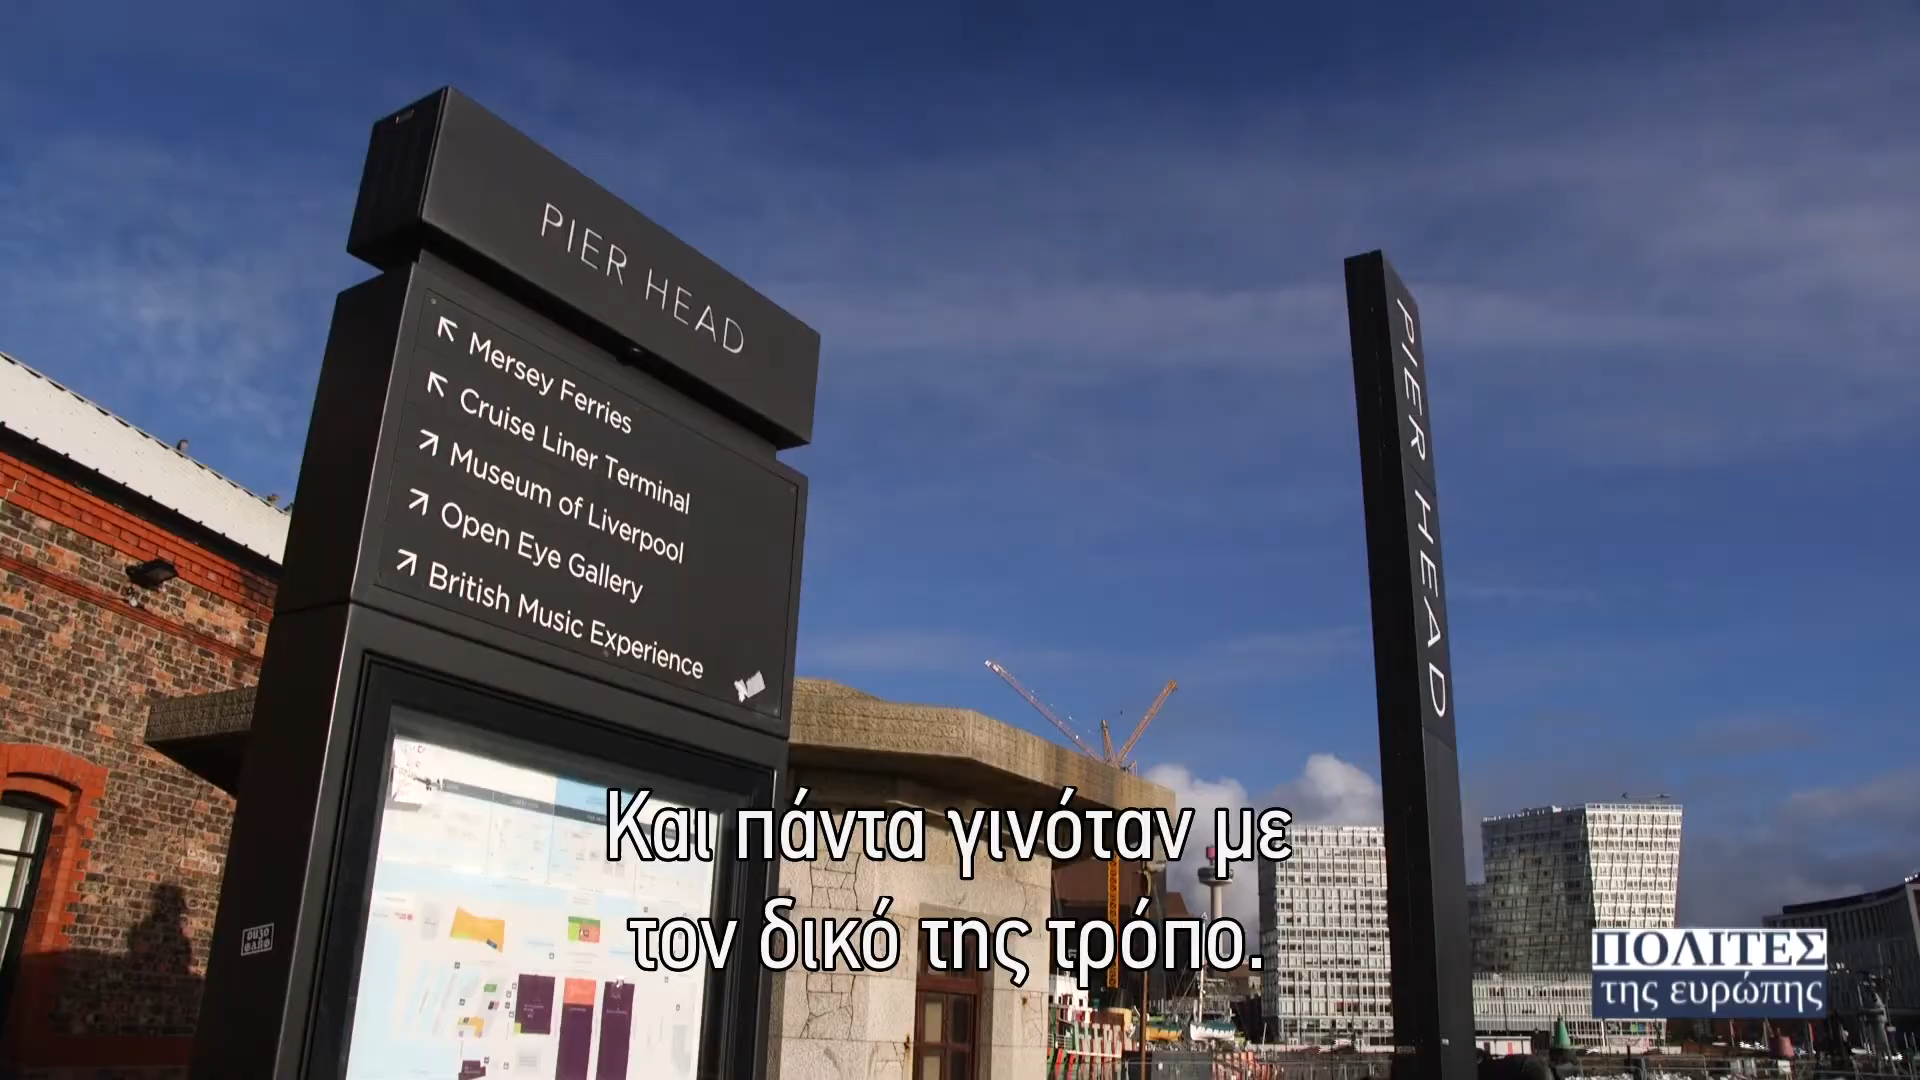 PIER HEAD
Mersey Ferries
Cruise Liner Terminal
Museum of Liverpool
Open Eye Gallery
British Music Experience
PIER HEAD
Και πάντα γινόταν με
τον δικό της τρόπο.
ΠΟΛΙΤΕΣ
της ευρώπης